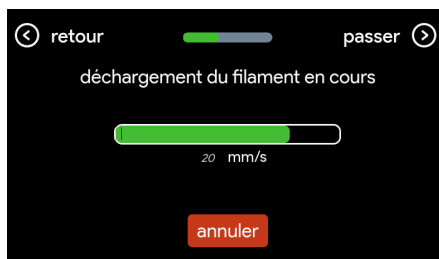 retour
passer
déchargement du filament en cours
20 mm/s
annuler